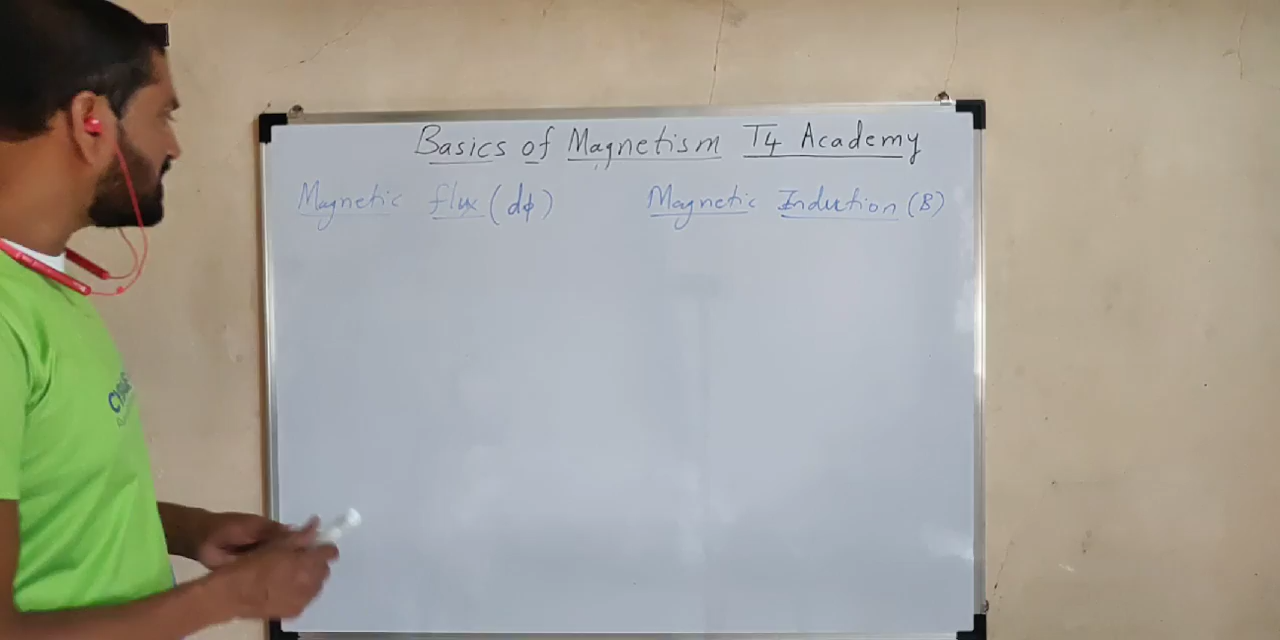 Basics of Magnetism T4 Academy
Magnetic flux (dϕ)
Magnetic Induction (B)